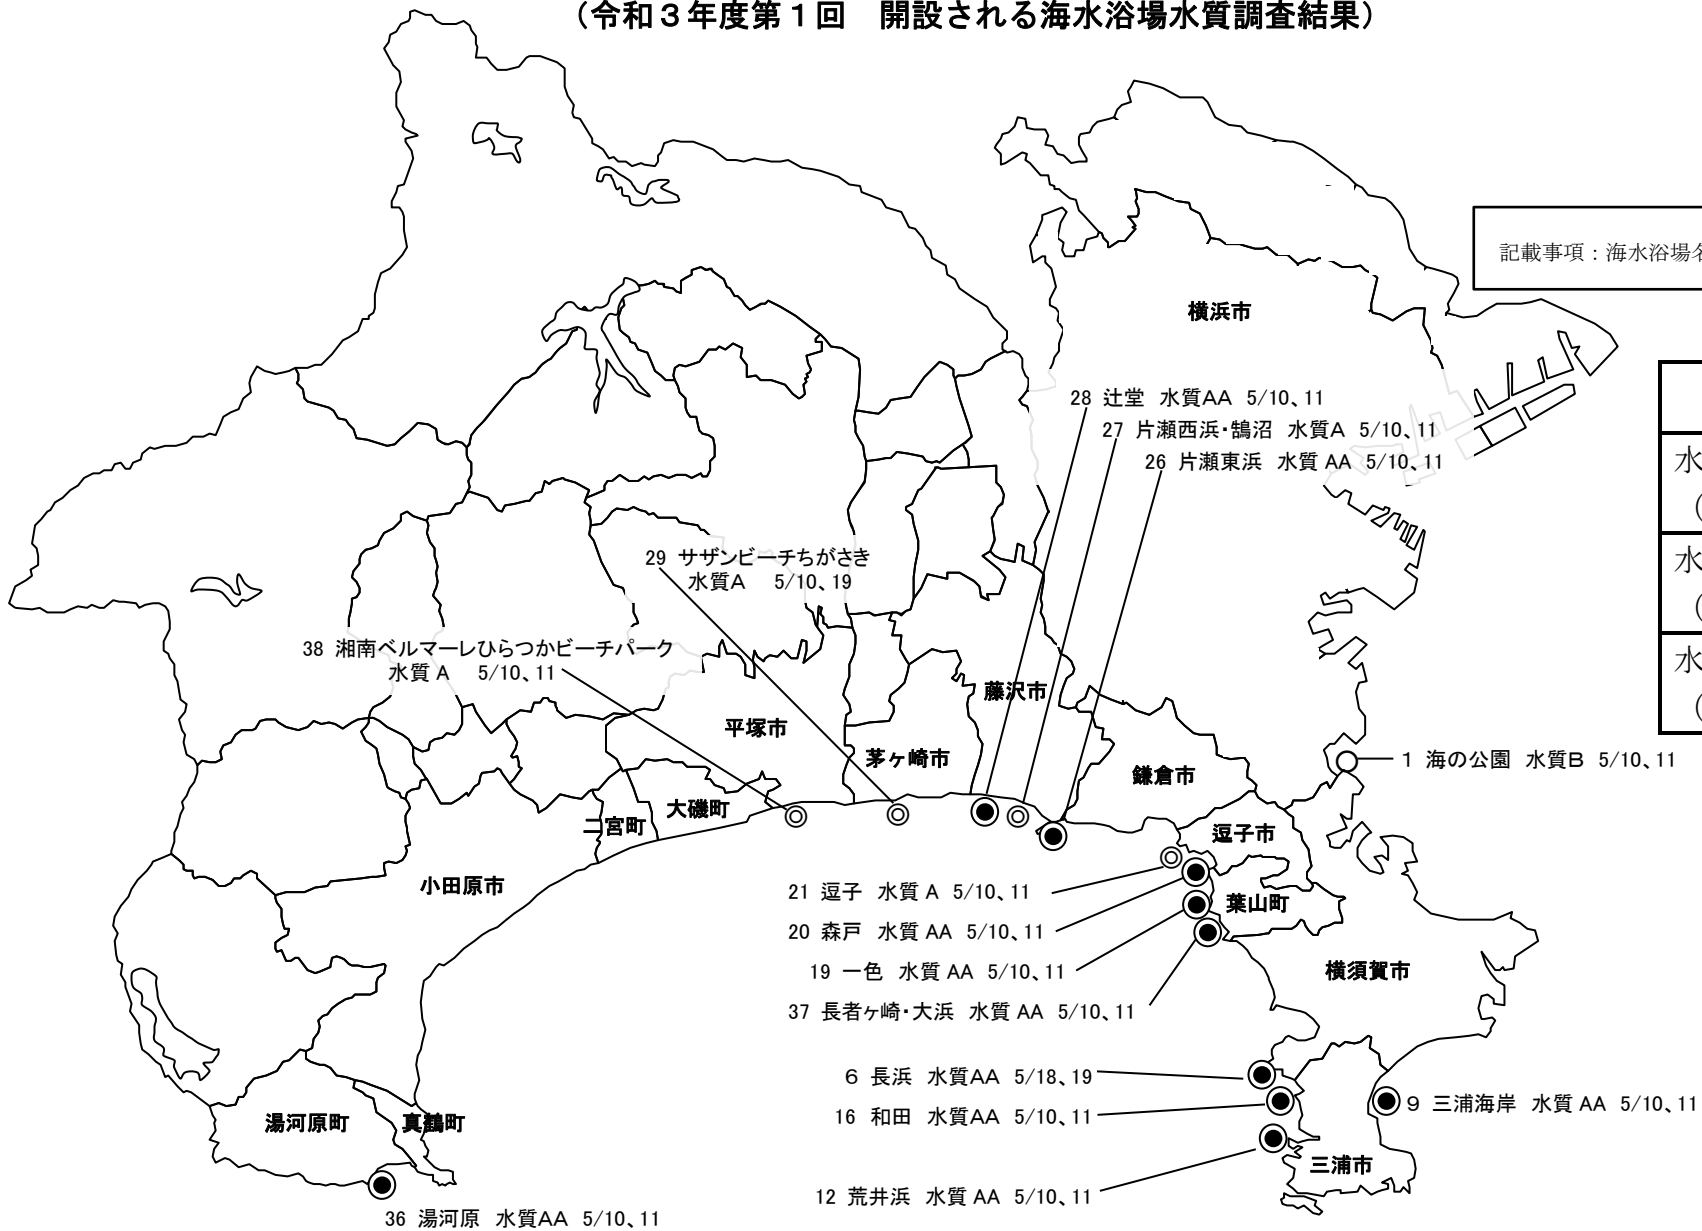 （令和３年度第１回　開設される海水浴場水質調査結果）
記載事項：海水浴場名
横浜市
28 辻堂 水質AA 5/10、11
27 片瀬西浜・鵠沼 水質A 5/10、11
26 片瀬東浜 水質 AA 5/10、11
水
（
水
（
水
（
29 サザンビーチちがさき
水質A 5/10、19
38 湘南ベルマーレひらつかビーチパーク
水質 A 5/10、11
藤沢市
平塚市
茅ヶ崎市
鎌倉市
1 海の公園 水質B 5/10、11
大磯町
二宮町
逗子市
小田原市
21 逗子 水質 A 5/10、11
葉山町
20 森戸 水質 AA 5/10、11
19 一色 水質 AA 5/10、11
横須賀市
37 長者ヶ崎・大浜 水質 AA 5/10、11
6 長浜 水質AA 5/18、19
16 和田 水質AA 5/10、11
9 三浦海岸 水質 AA 5/10、11
湯河原町
真鶴町
三浦市
12 荒井浜 水質 AA 5/10、11
36 湯河原 水質AA 5/10、11